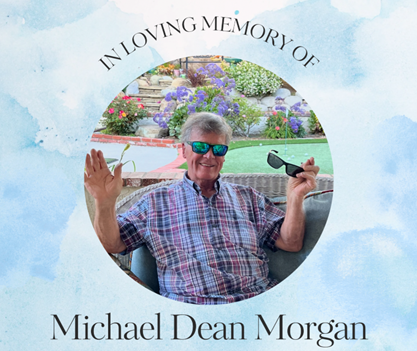 IN LOVING MEMORY OF
Michael Dean Morgan